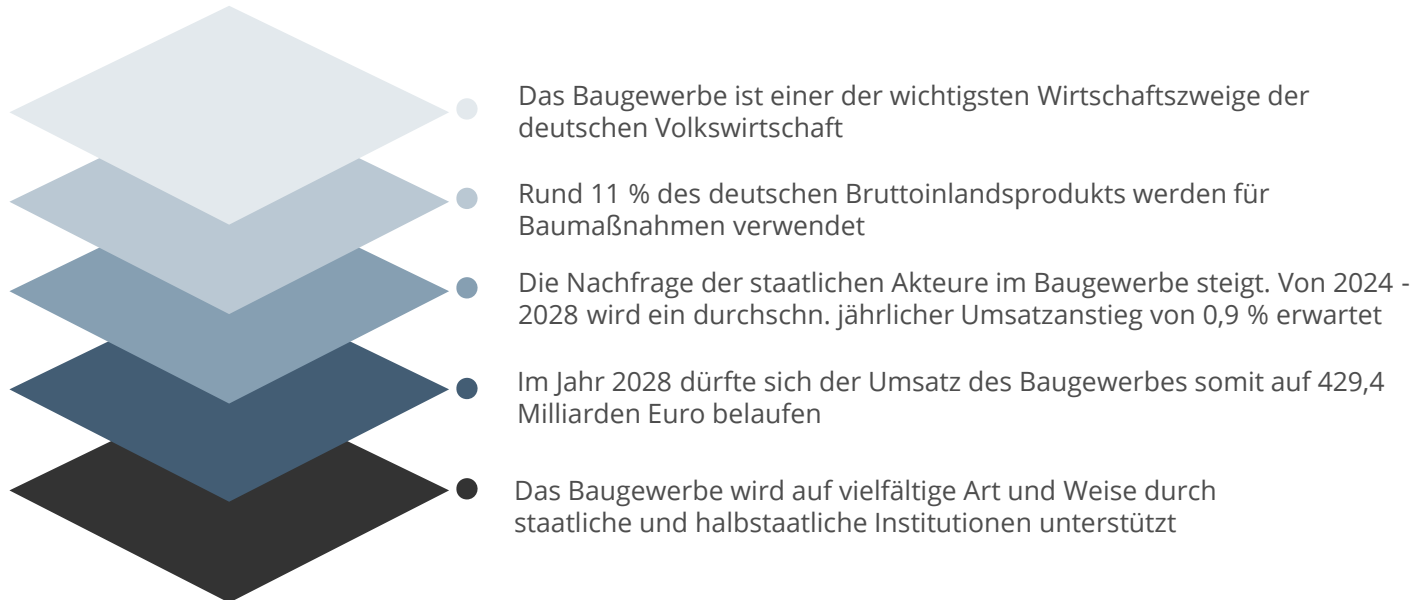 Das Baugewerbe ist einer der wichtigsten Wirtschaftszweige der
deutschen Volkswirtschaft
Rund 11 % des deutschen Bruttoinlandsprodukts werden für
Baumaßnahmen verwendet
Die Nachfrage der staatlichen Akteure im Baugewerbe steigt. Von 2024 -
2028 wird ein durchschn. jährlicher Umsatzanstieg von 0,9 % erwartet
Im Jahr 2028 dürfte sich der Umsatz des Baugewerbes somit auf 429,4
Milliarden Euro belaufen
Das Baugewerbe wird auf vielfältige Art und Weise durch
staatliche und halbstaatliche Institutionen unterstützt